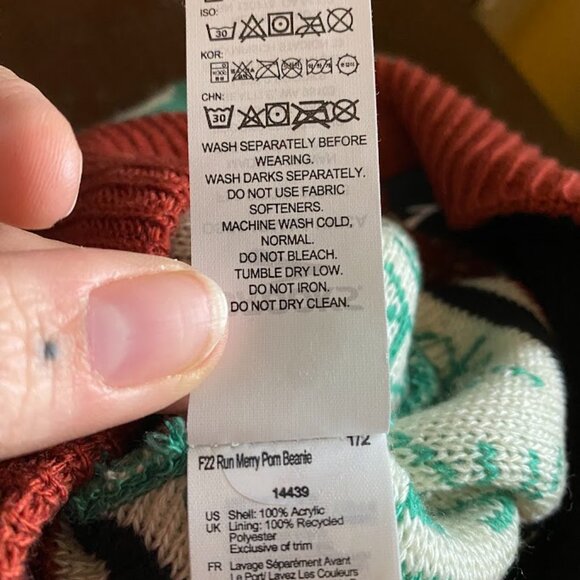 ISO:
30
KOR:
CHN:
30
WASH SEPARATELY BEFORE
WEARING.
WASH DARKS SEPARATELY.
DO NOT USE FABRIC
SOFTENERS.
MACHINE WASH COLD,
NORMAL.
DO NOT BLEACH.
TUMBLE DRY LOW.
DO NOT IRON.
DO NOT DRY CLEAN.
1/2
F22 Run Merry Pom Beanie
14439
US Shell: 100% Acrylic
UK Lining: 100% Recycled
Polyester
Exclusive of trim
FR Lavage Séparément Avant
Le Port/ Lavez Les Couleurs